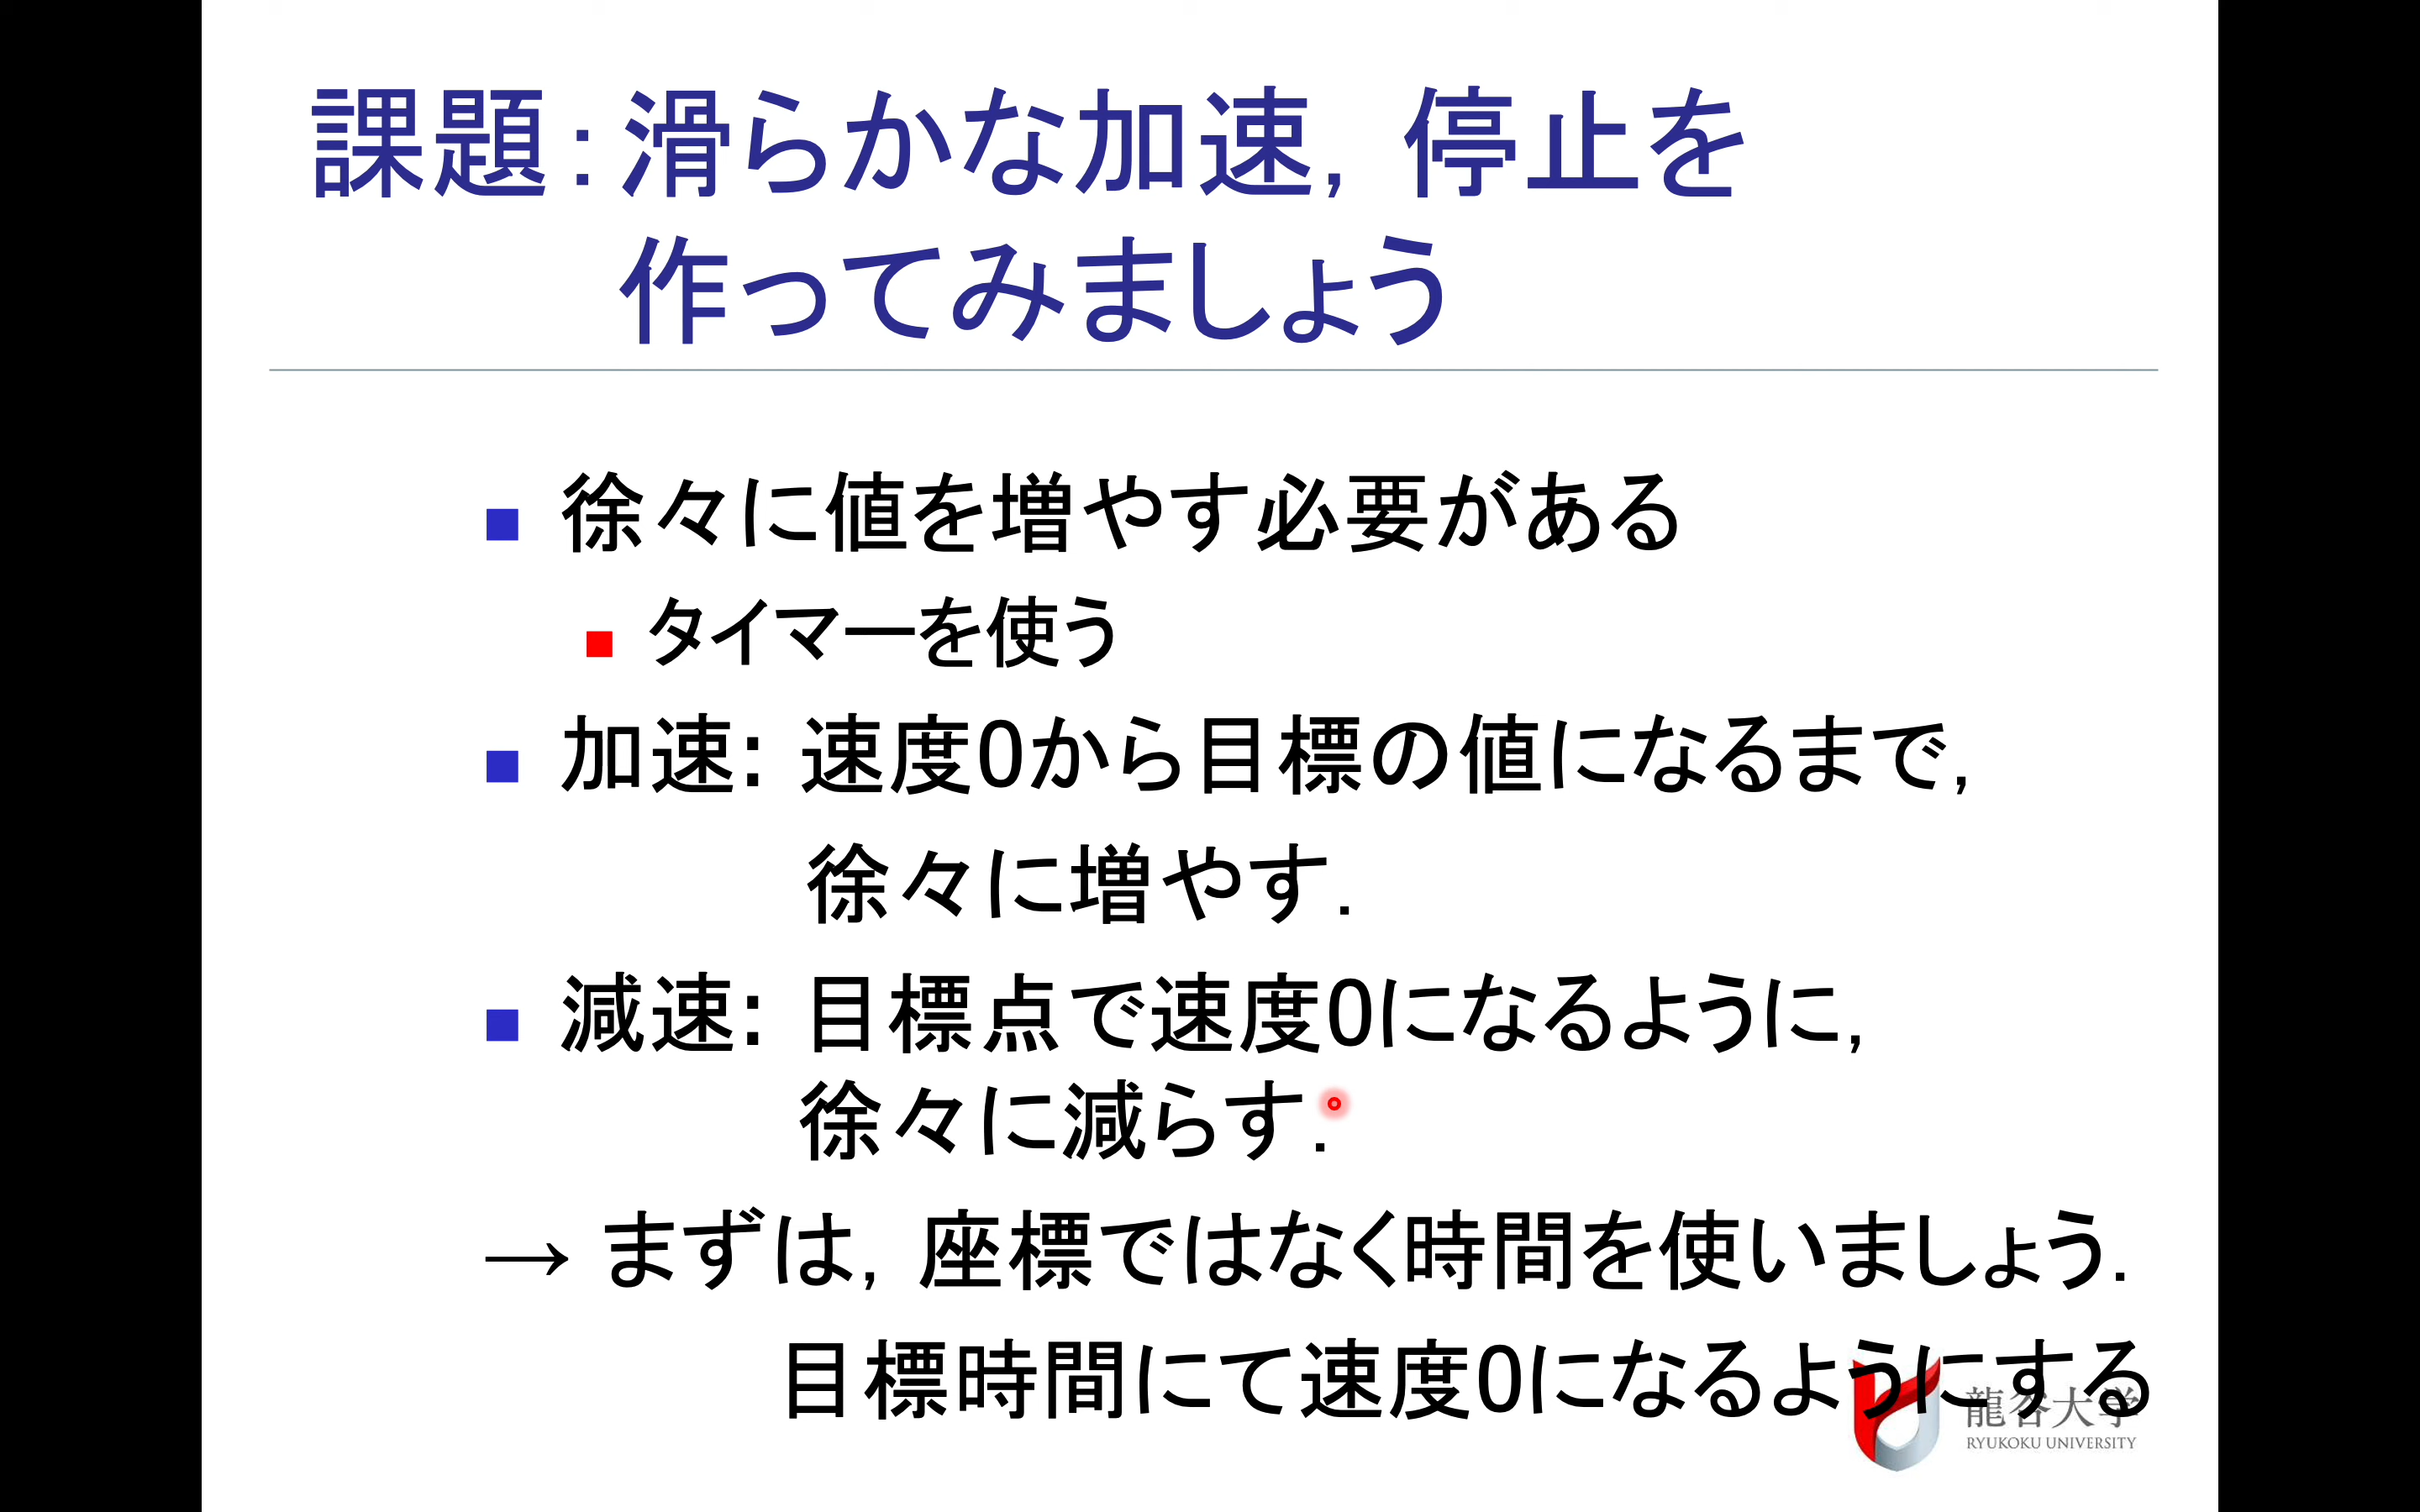 課題：滑らかな加速，停止を
作ってみましょう
徐々に値を増やす必要がある
タイマーを使う
加速： 速度0から目標の値になるまで，
徐々に増やす．
減速： 目標点で速度0になるように，
徐々に減らす．
→ まずは，座標ではなく時間を使いましょう．
目標時間にて速度0になるようにする
龍谷大学
RYUKOKU UNIVERSITY